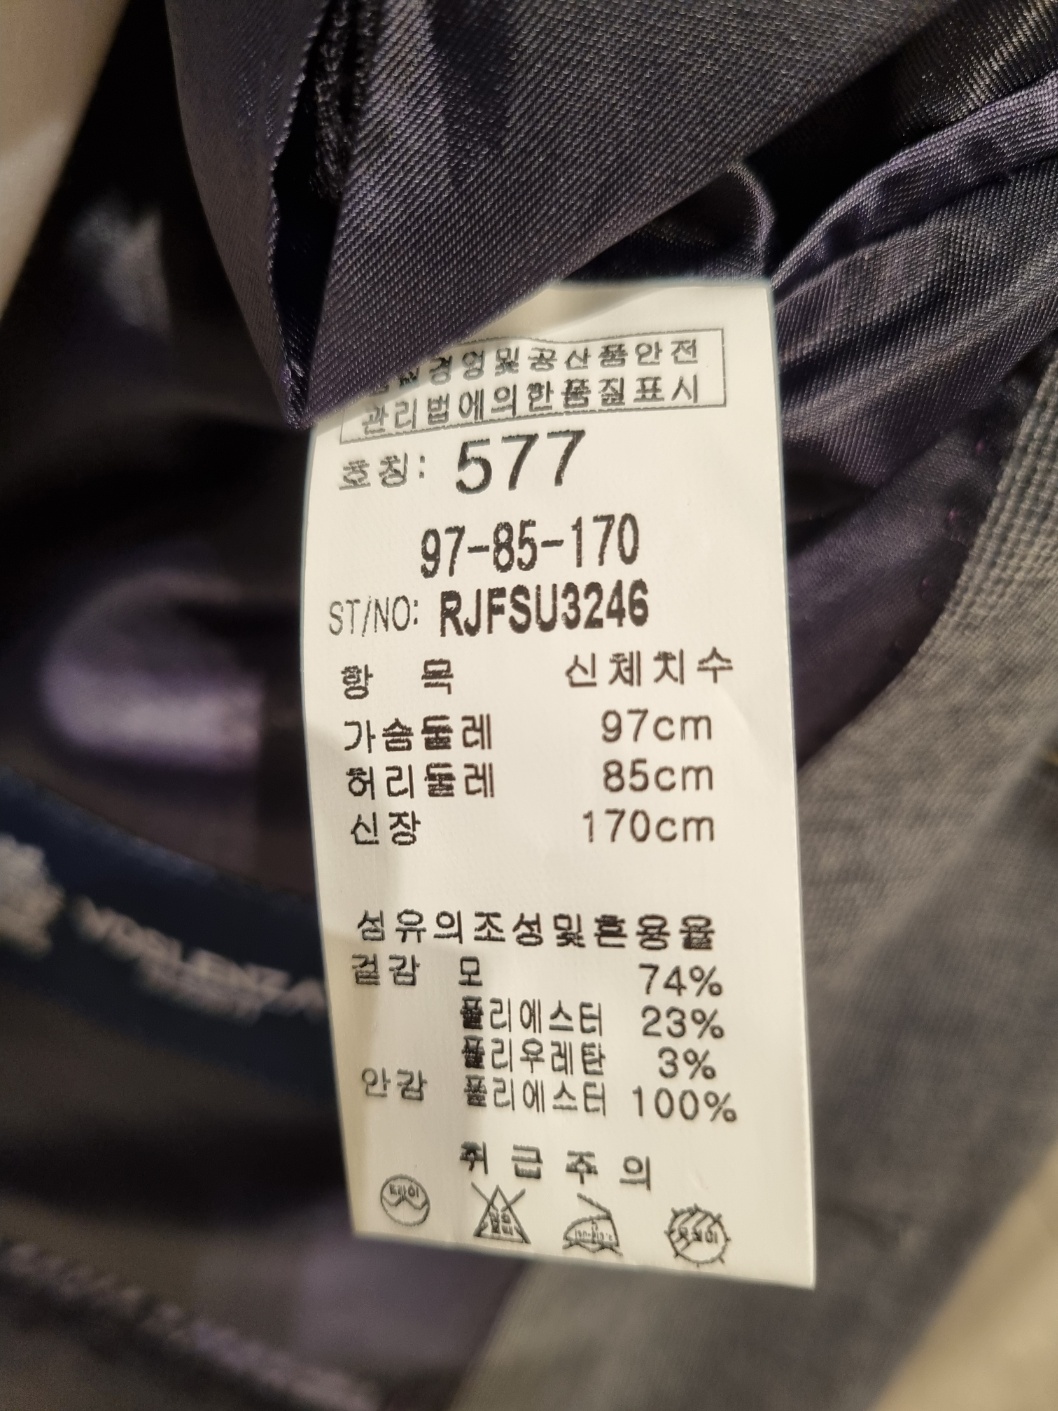 경영및공산품안전
관리법에의한품질표시
호칭: 577
97-85-170
ST/NO: RJFSU3246
항 목 신체치수
가슴둘레 97cm
허리둘레 85cm
신장 170cm
섬유의조성및혼용율
겉감 모 74%
폴리에스터 23%
폴리우레탄 3%
안감 폴리에스터 100%
취급주의
드라이